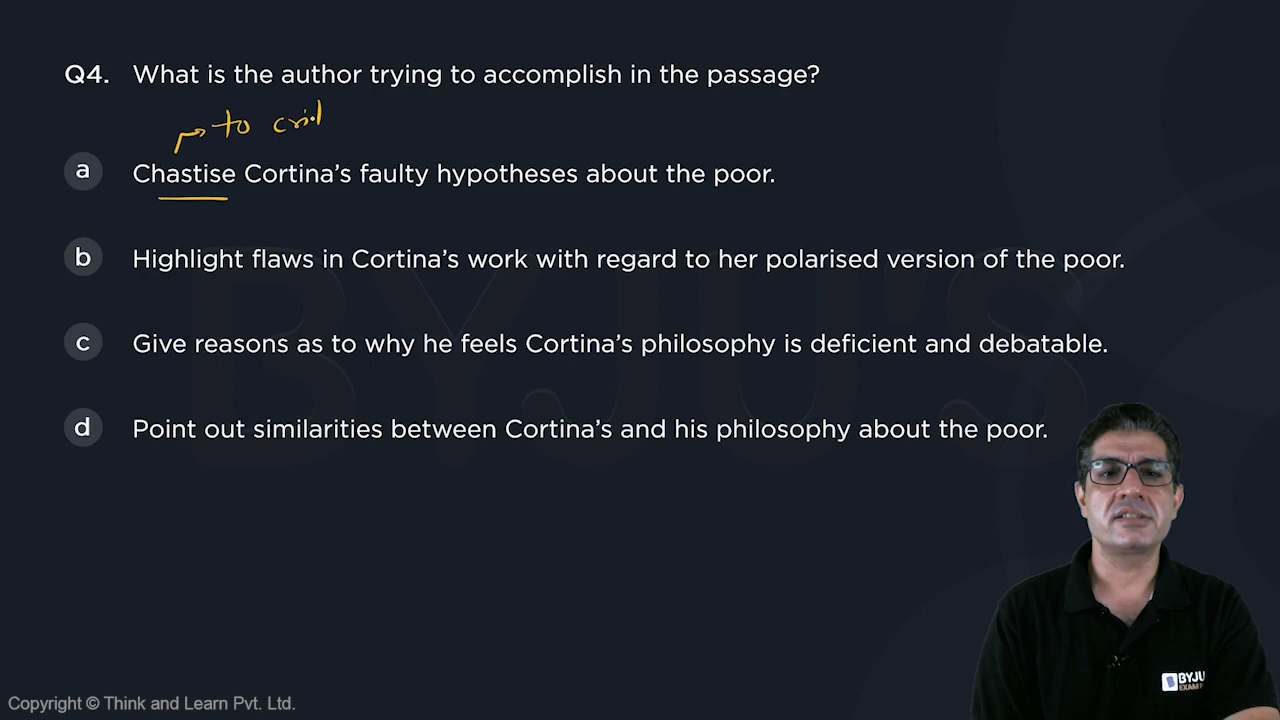 Q4. What is the author trying to accomplish in the passage?
to
a Chastise Cortina's faulty hypotheses about the poor.
b Highlight flaws in Cortina's work with regard to her polarised version of the poor.
c Give reasons as to why he feels Cortina's philosophy is deficient and debatable.
d Point out similarities between Cortina's and his philosophy about the poor.
BYJU'S
BYJU
EXAM P
Copyright © Think and Learn Pvt. Ltd.